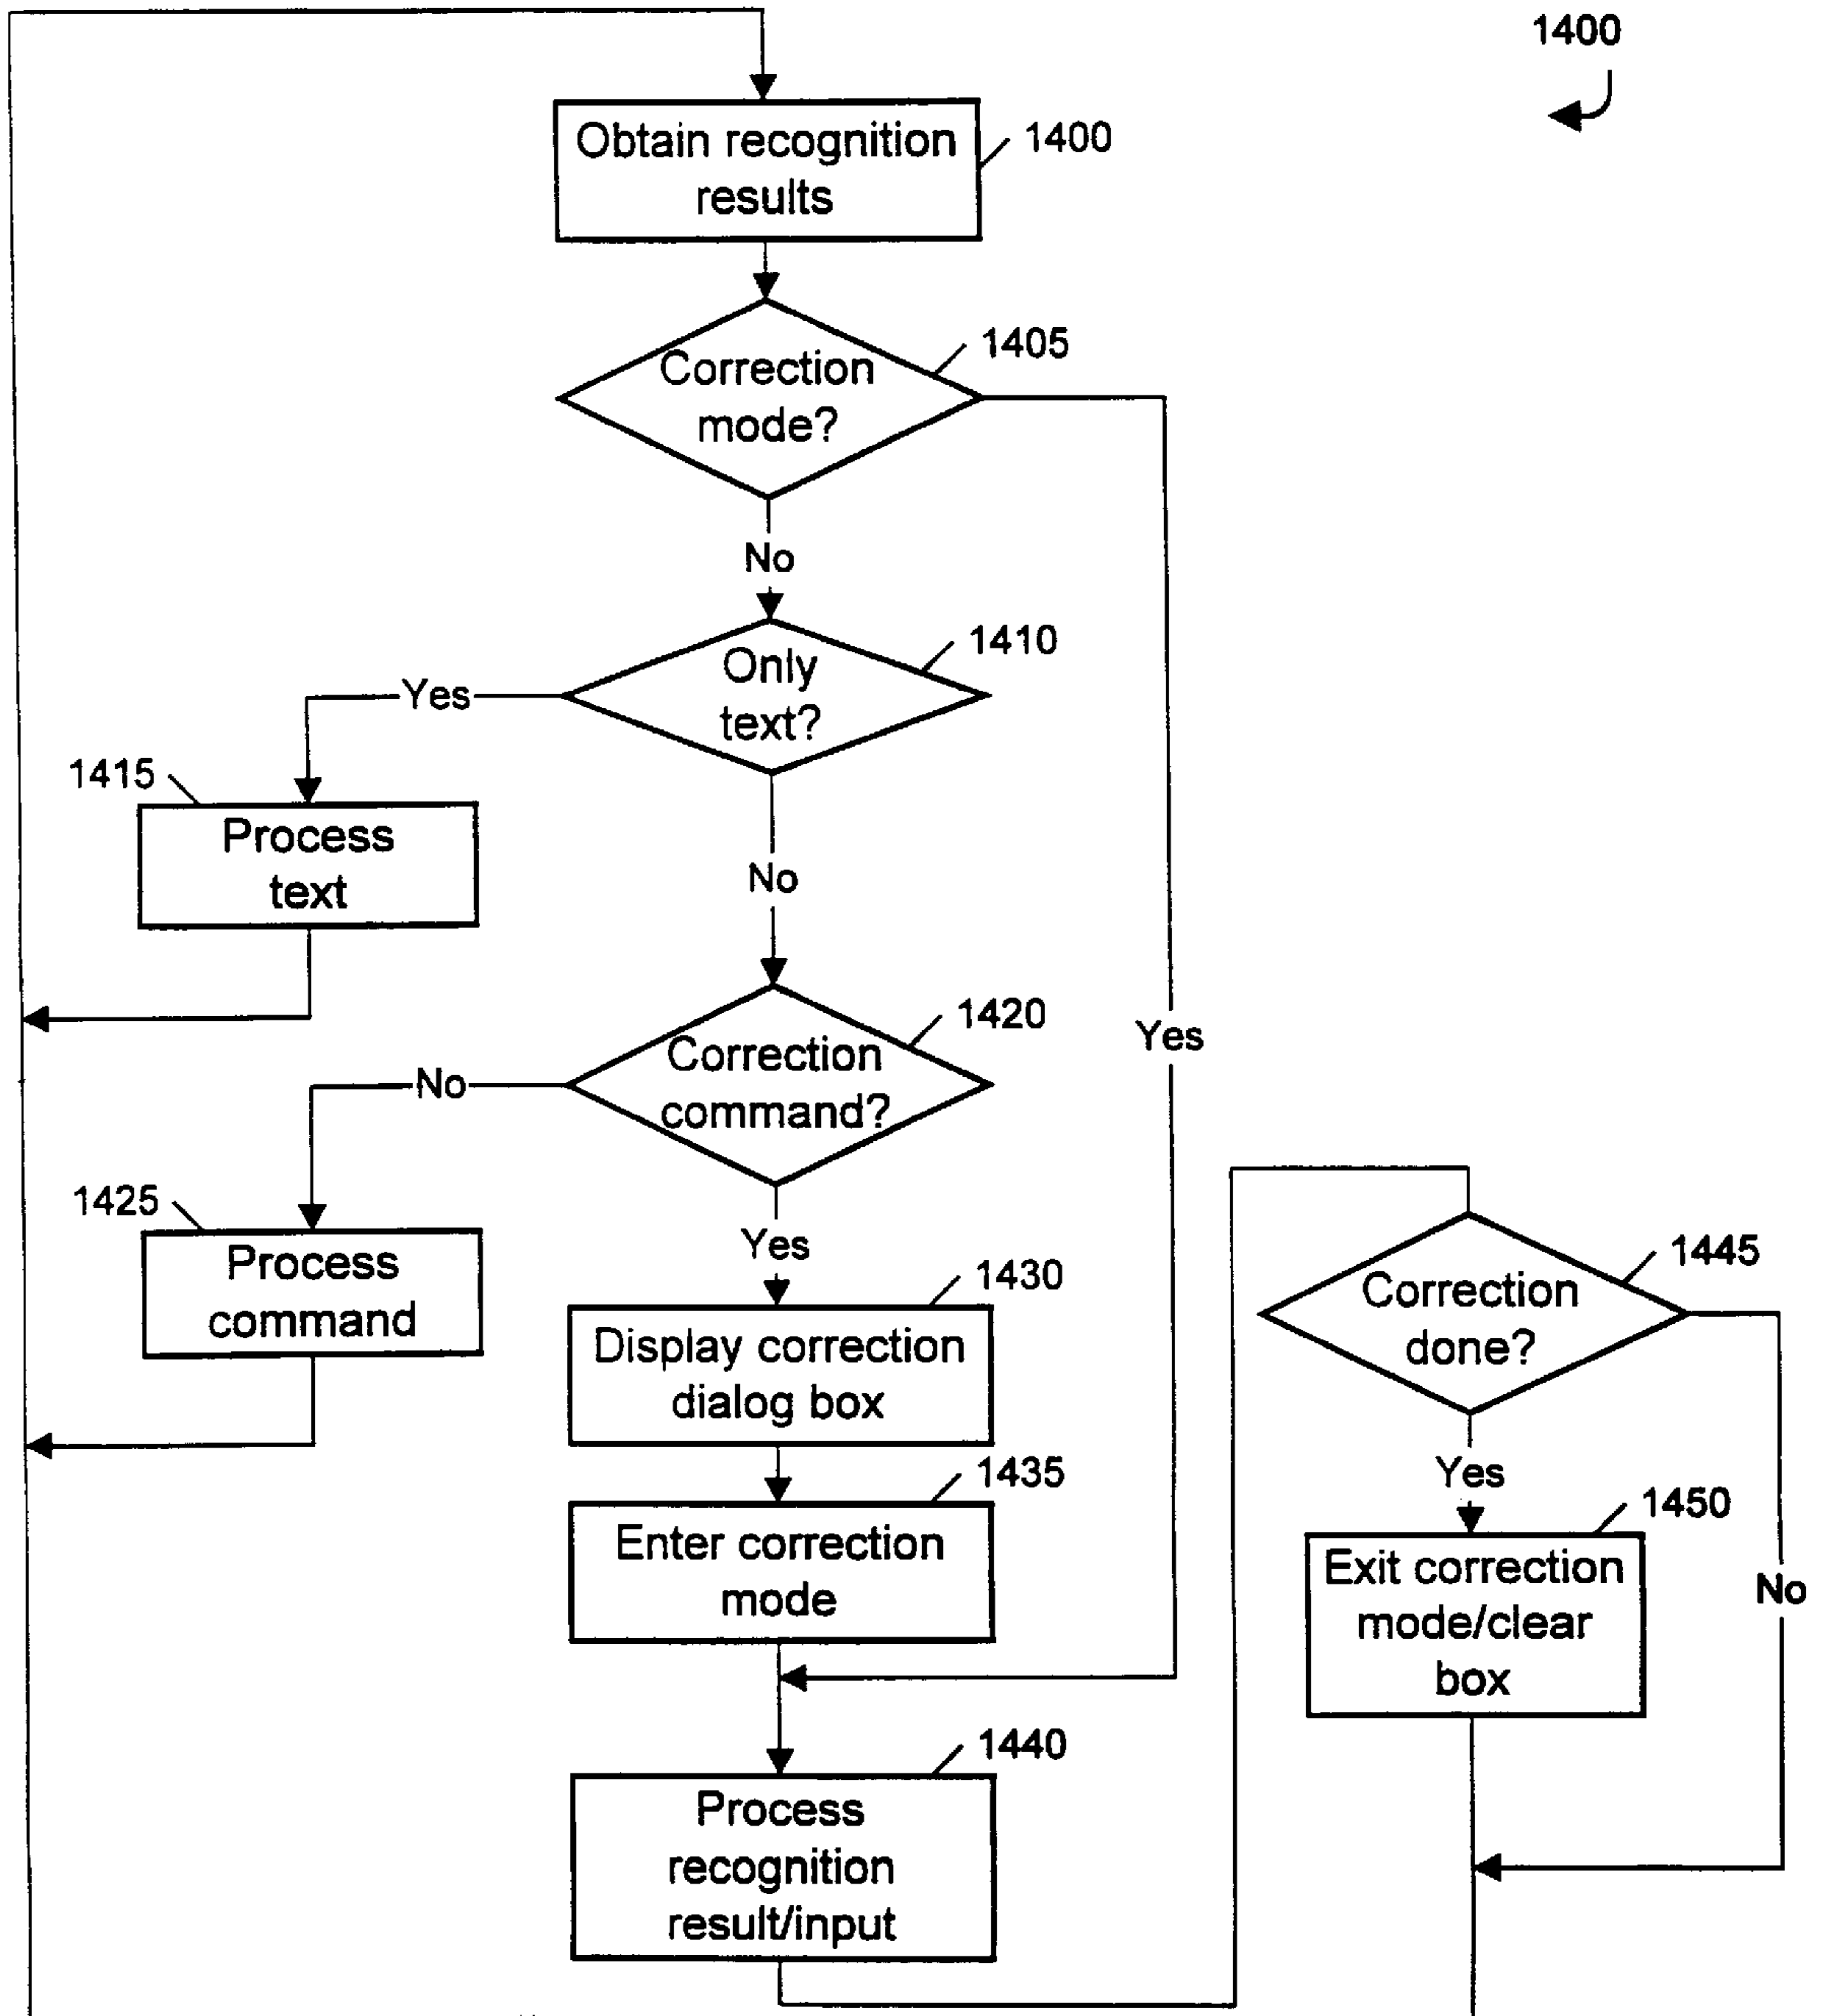 1400
Obtain recognition
results
1400
Correction
mode?
1405
No
Yes
Only
text?
1410
Yes
1415
Process
text
No
Correction
command?
1420
No
1425
Process
command
Yes
1430
Display correction
dialog box
1435
Enter correction
mode
1440
Process
recognition
result/input
Correction
done?
1445
Yes
No
1450
Exit correction
mode/clear
box